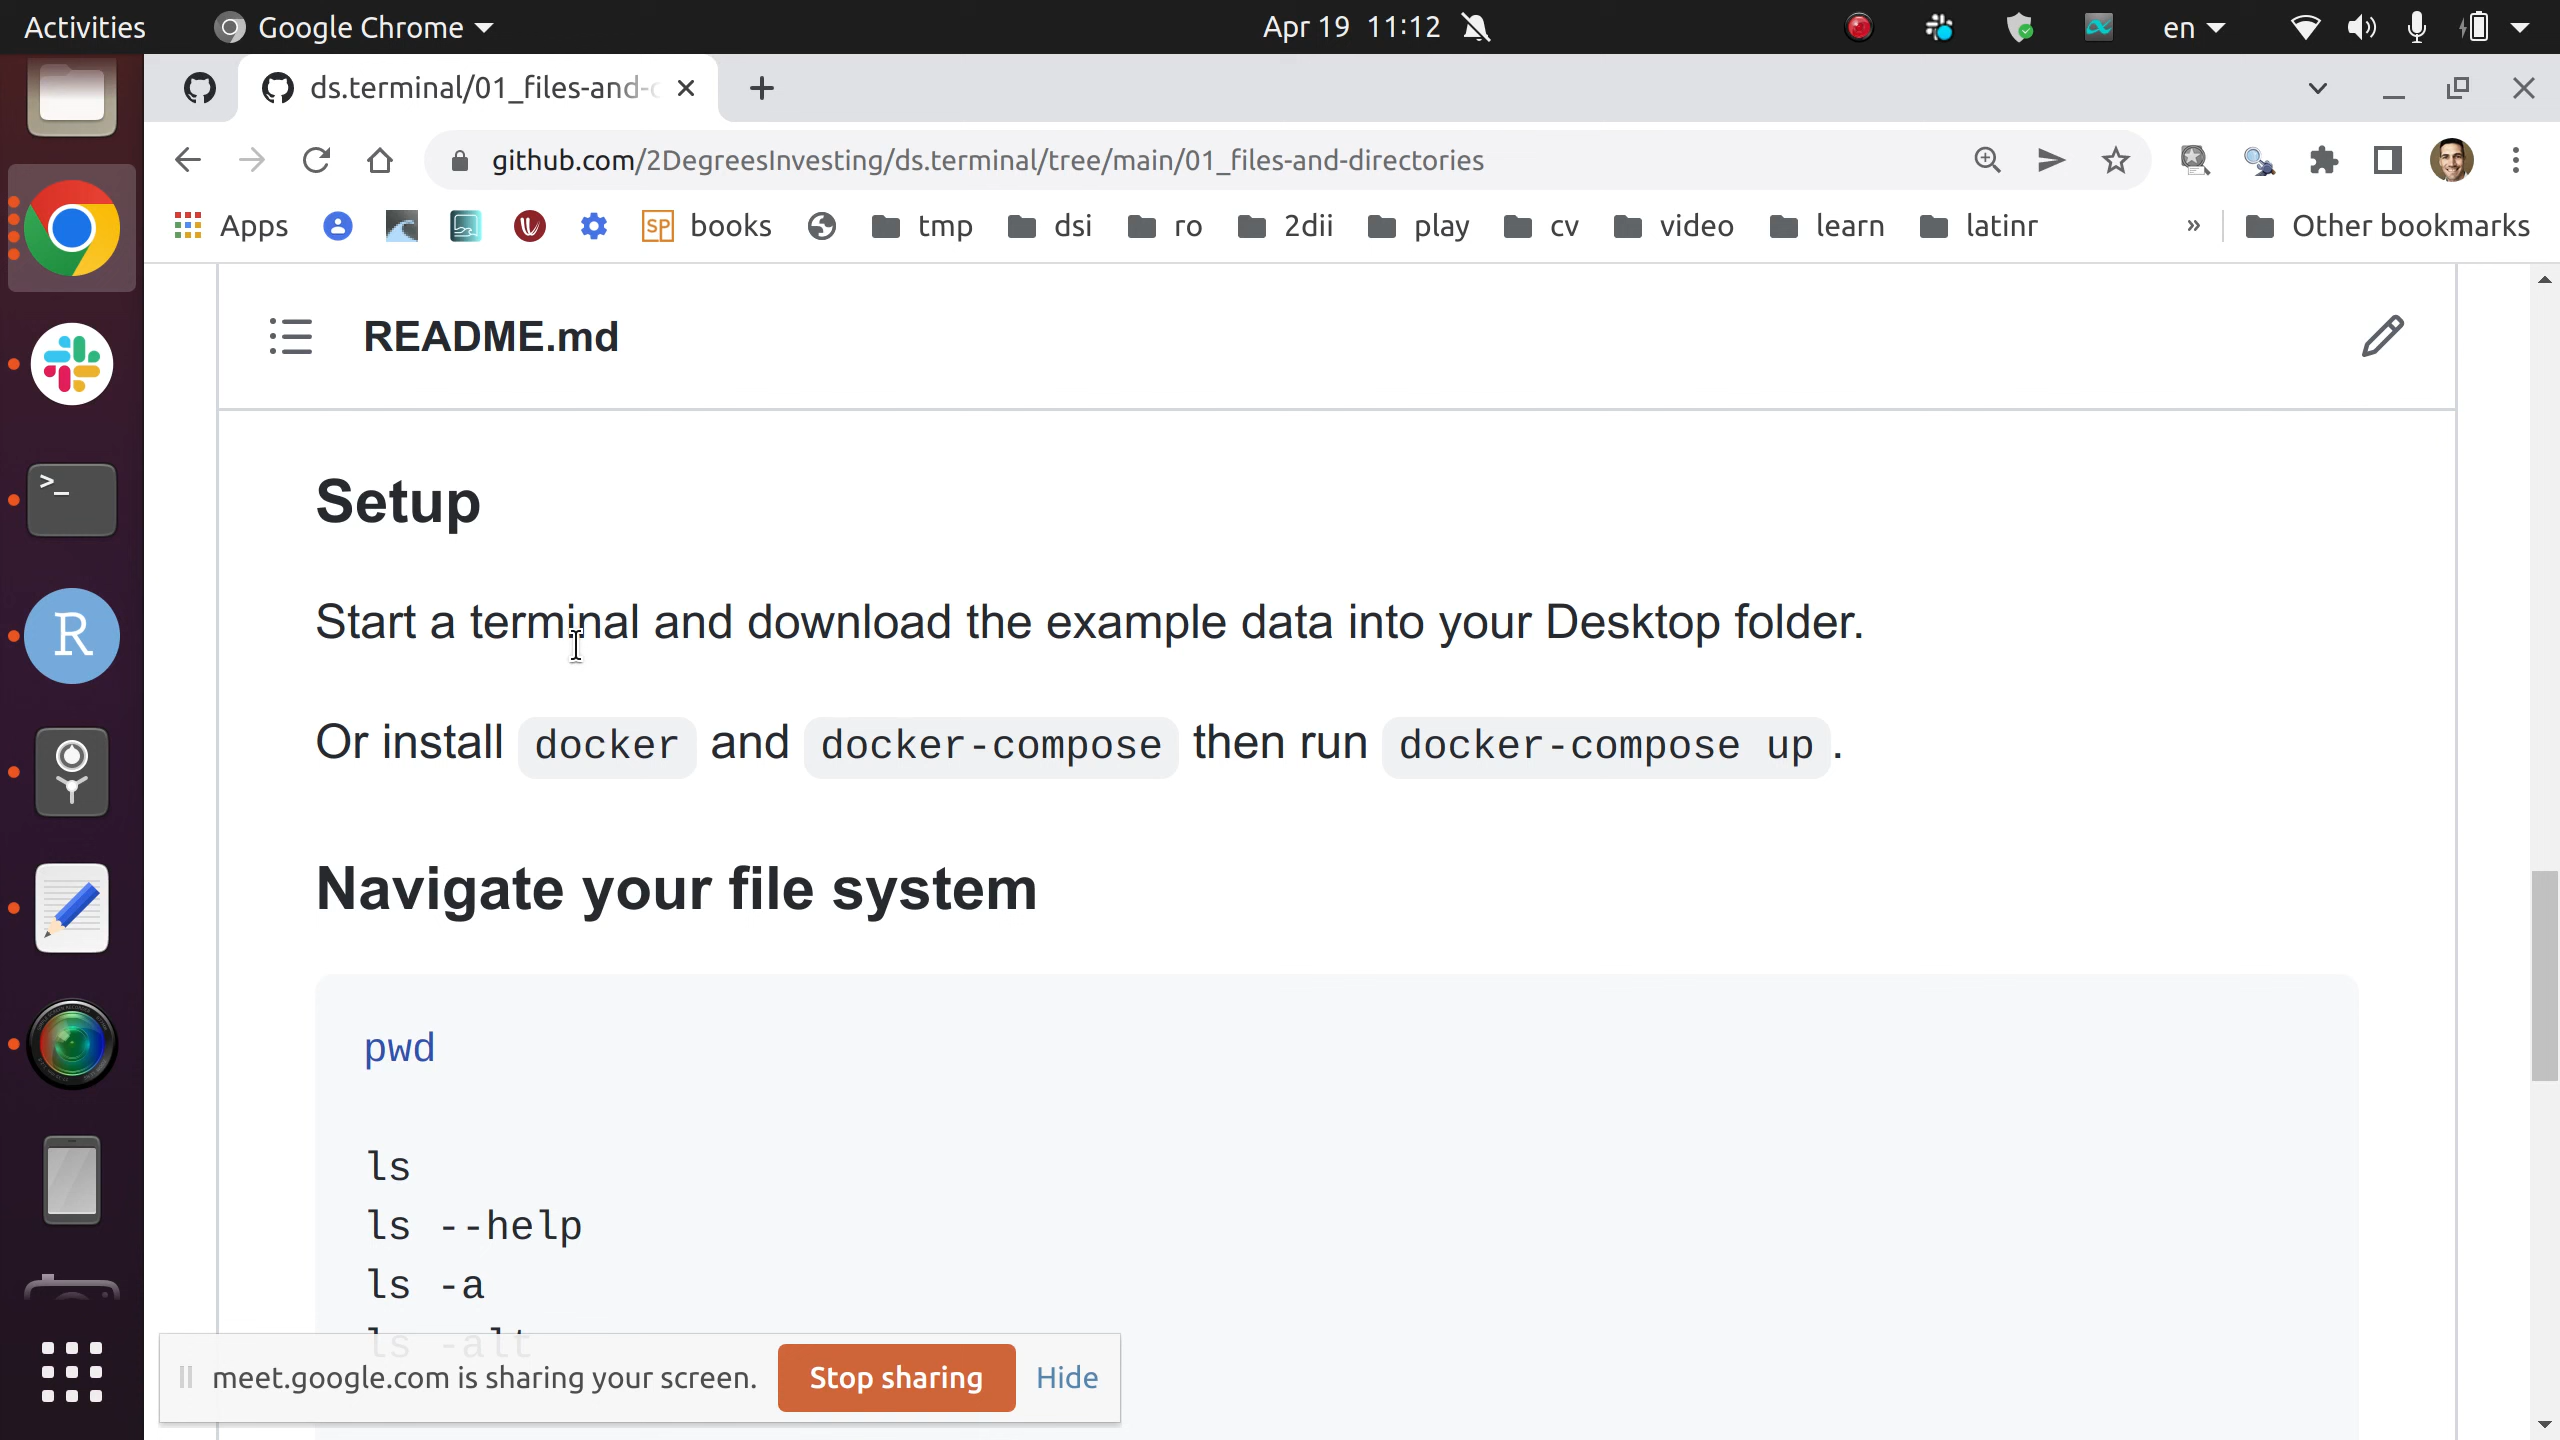 Activities Google Chrome Apr 19 11:12 en
ds.terminal/01_files-and-
github.com/2DegreesInvesting/ds.terminal/tree/main/01_files-and-directories
Apps SP books tmp dsi ro 2dii play cv video learn latinr » Other bookmarks
README.md
>_
Setup
Start a terminal and download the example data into your Desktop folder.
R
Or install docker and docker-compose then run docker-compose up.
Navigate your file system
pwd
ls
ls --help
ls -a
ls -alt
meet.google.com is sharing your screen. Stop sharing Hide